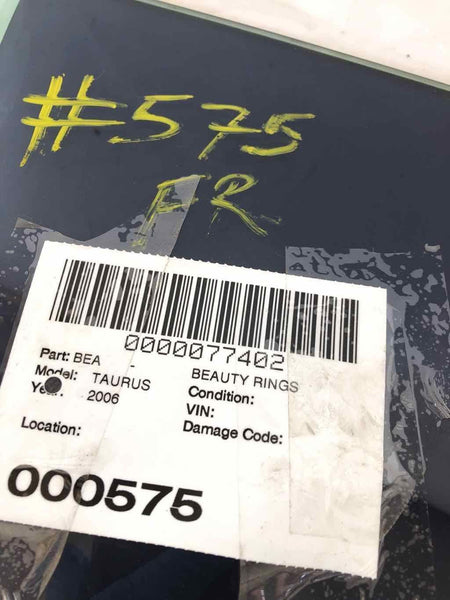 #575
FR
0000077402
Part: BEA - BEAUTY RINGS
Model: TAURUS Condition:
Year: 2006 VIN:
Location: Damage Code:
000575